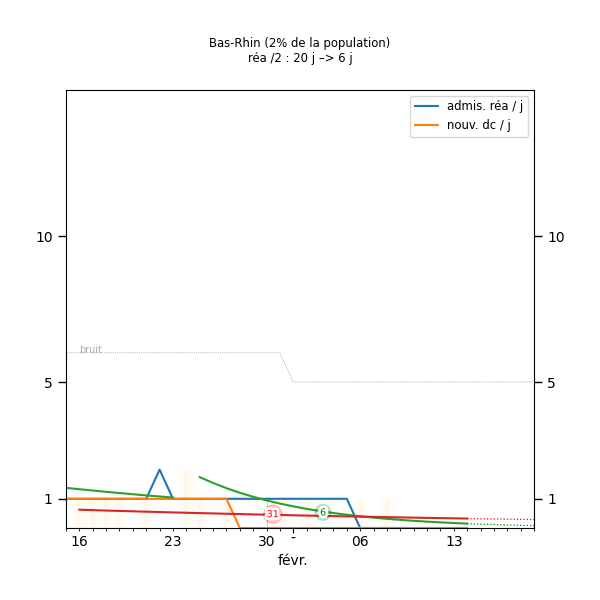 Bas-Rhin (2% de la population)
réa /2 : 20 j –> 6 j
admis. réa / j
nouv. dc / j
10 10
bruit
5 5
1 1
31 6
16 23 30 - 06 13
févr.